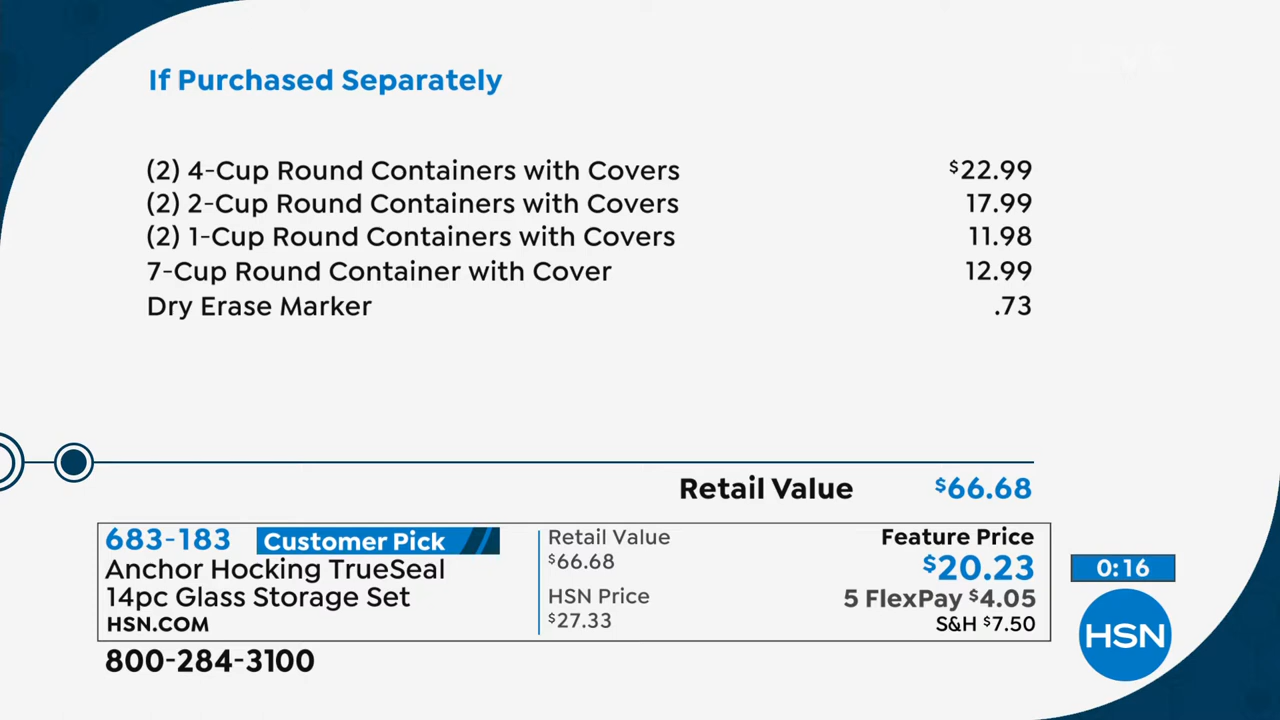 If Purchased Separately
(2) 4-Cup Round Containers with Covers $22.99
(2) 2-Cup Round Containers with Covers 17.99
(2) 1-Cup Round Containers with Covers 11.98
7-Cup Round Container with Cover 12.99
Dry Erase Marker .73
Retail Value $66.68
683-183 Customer Pick
Anchor Hocking TrueSeal
14pc Glass Storage Set
HSN.COM
Retail Value
$66.68
HSN Price
$27.33
Feature Price
$20.23
5 FlexPay $4.05
S&H $7.50
0:16
HSN
800-284-3100